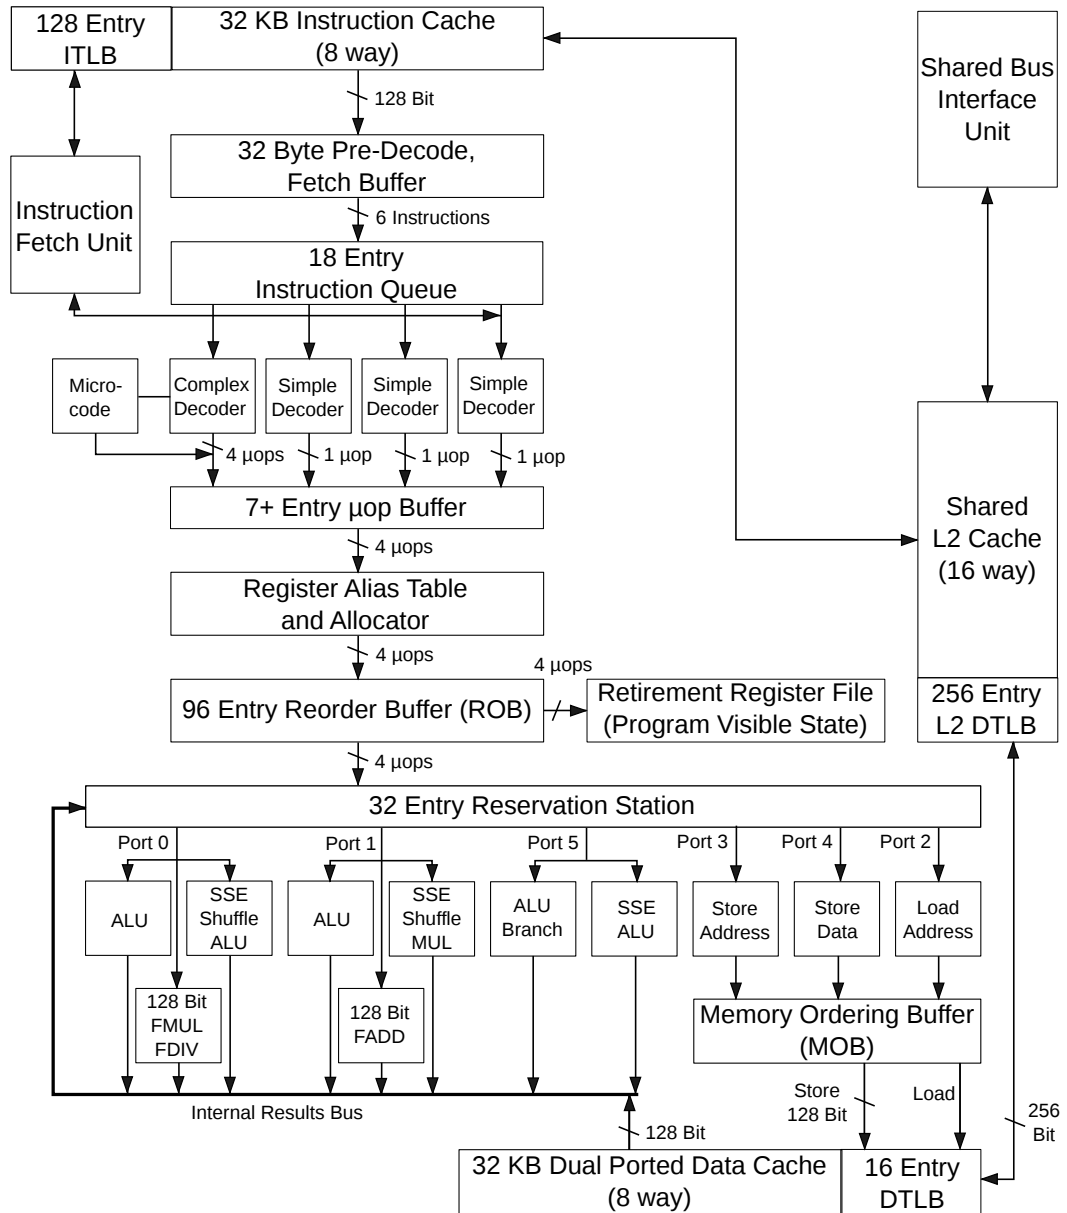 128 Entry
ITLB
32 KB Instruction Cache
(8 way)
Shared Bus
Interface
Unit
128 Bit
32 Byte Pre-Decode,
Fetch Buffer
Instruction
Fetch Unit
6 Instructions
18 Entry
Instruction Queue
Micro-
code
Complex
Decoder
Simple
Decoder
Simple
Decoder
Simple
Decoder
4 µops
1 µop
1 µop
1 µop
7+ Entry µop Buffer
Shared
L2 Cache
(16 way)
4 µops
Register Alias Table
and Allocator
4 µops
4 µops
96 Entry Reorder Buffer (ROB)
Retirement Register File
(Program Visible State)
256 Entry
L2 DTLB
4 µops
32 Entry Reservation Station
Port 0
Port 1
Port 5
Port 3
Port 4
Port 2
ALU
SSE
Shuffle
ALU
ALU
SSE
Shuffle
MUL
ALU
Branch
SSE
ALU
Store
Address
Store
Data
Load
Address
128 Bit
FMUL
FDIV
128 Bit
FADD
Memory Ordering Buffer
(MOB)
Internal Results Bus
Store
128 Bit
Load
256
Bit
128 Bit
32 KB Dual Ported Data Cache
(8 way)
16 Entry
DTLB